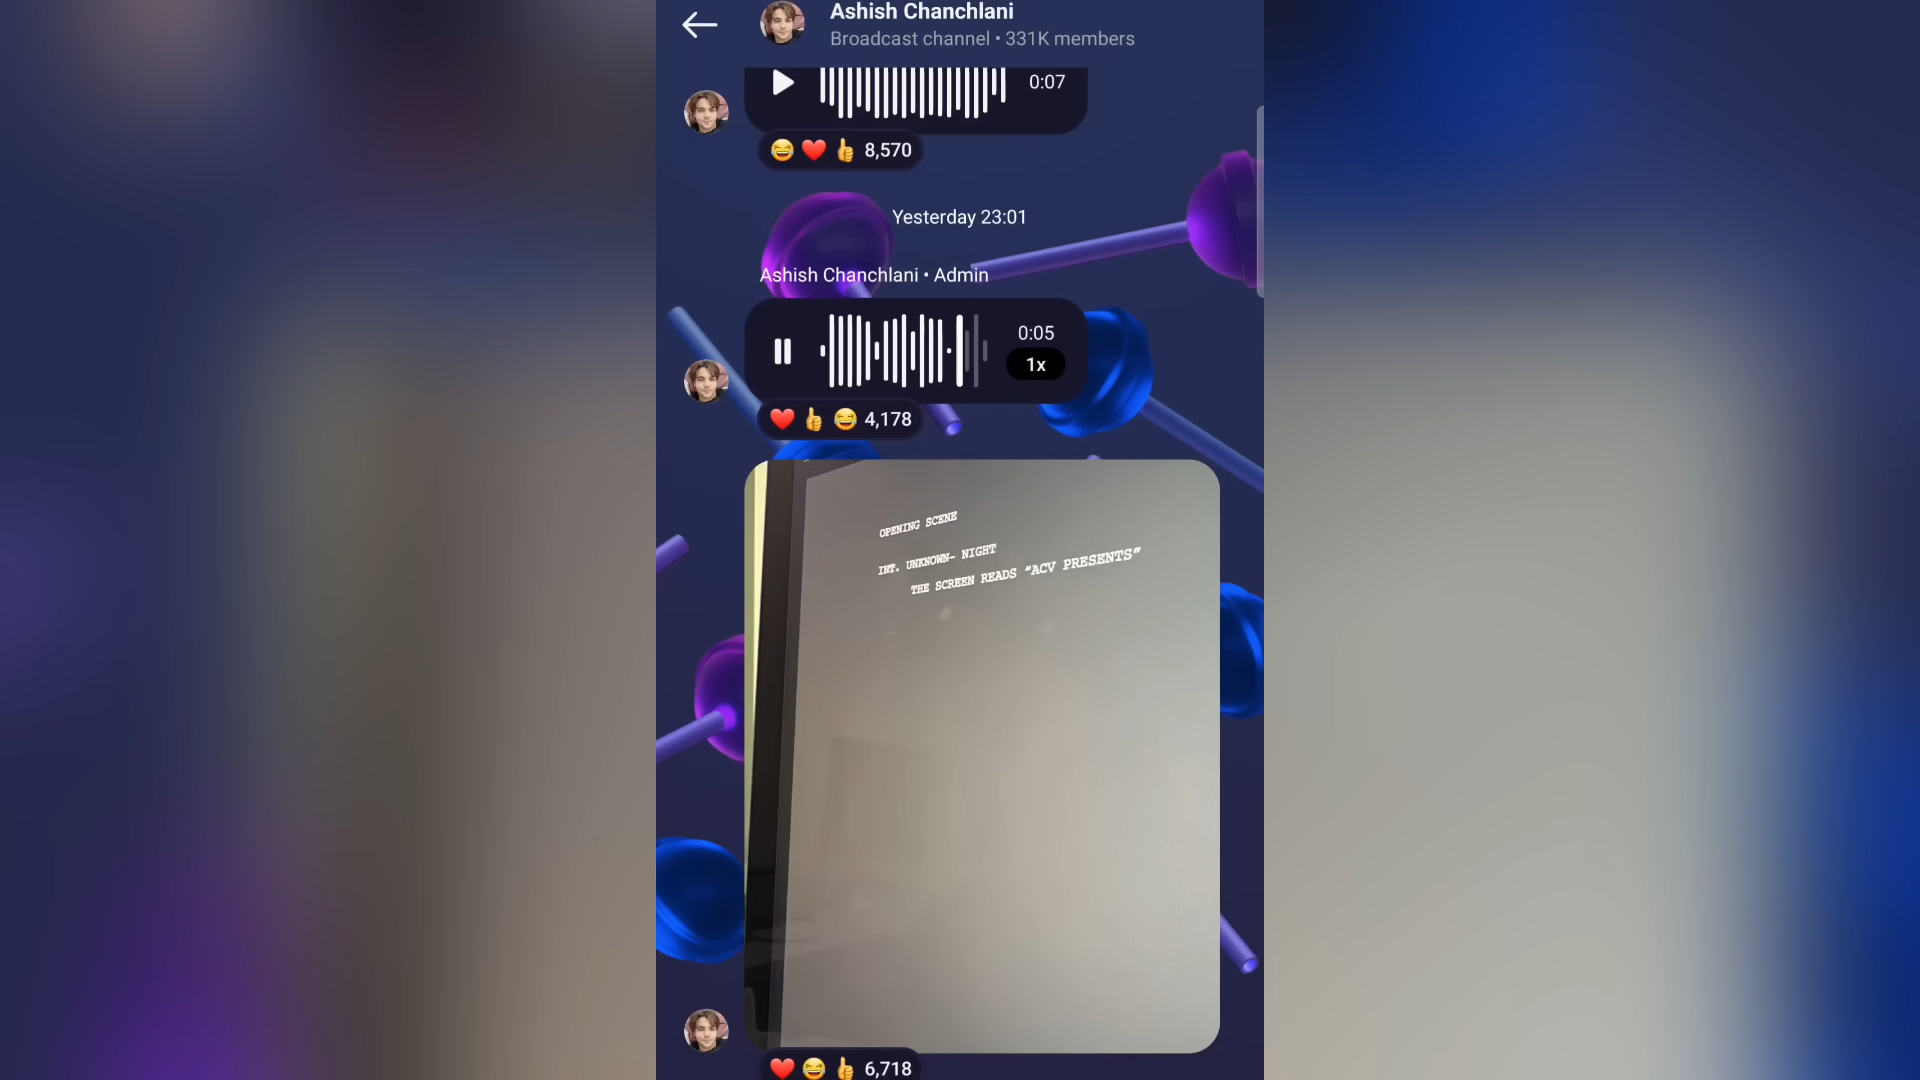 Ashish Chanchlani
Broadcast channel • 331K members
0:07
8,570
Yesterday 23:01
Ashish Chanchlani • Admin
0:05
1x
4,178
OPENING SCENE
INT. UNKNOWN- NIGHT
THE SCREEN READS “ACV PRESENTS”
6,718